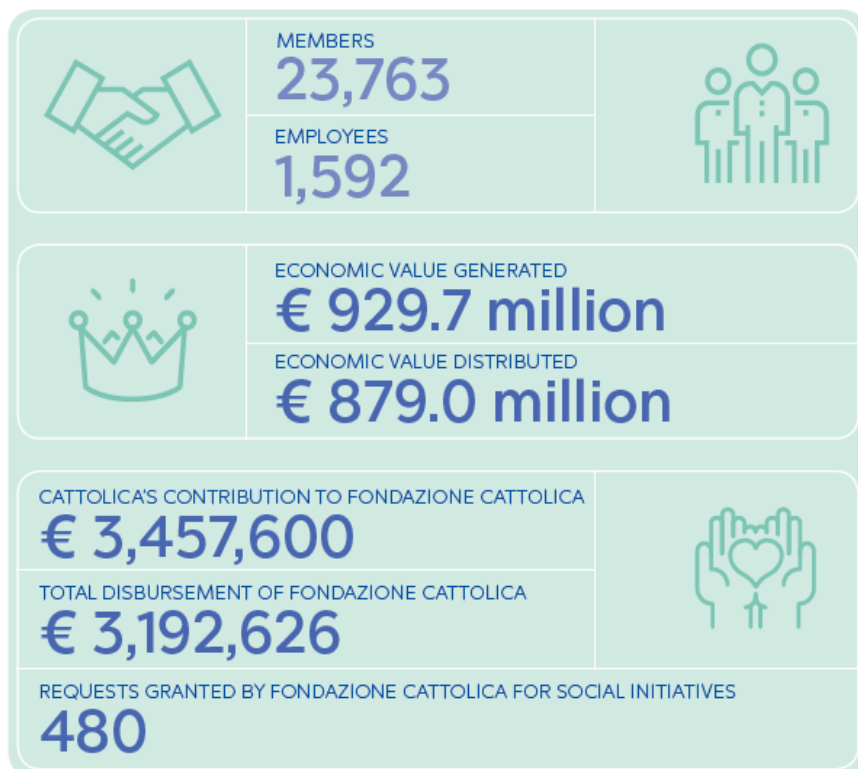 MEMBERS
23,763
EMPLOYEES
1,592
ECONOMIC VALUE GENERATED
€ 929.7 million
ECONOMIC VALUE DISTRIBUTED
€ 879.0 million
CATTOLICA'S CONTRIBUTION TO FONDAZIONE CATTOLICA
€ 3,457,600
TOTAL DISBURSEMENT OF FONDAZIONE CATTOLICA
€ 3,192,626
REQUESTS GRANTED BY FONDAZIONE CATTOLICA FOR SOCIAL INITIATIVES
480